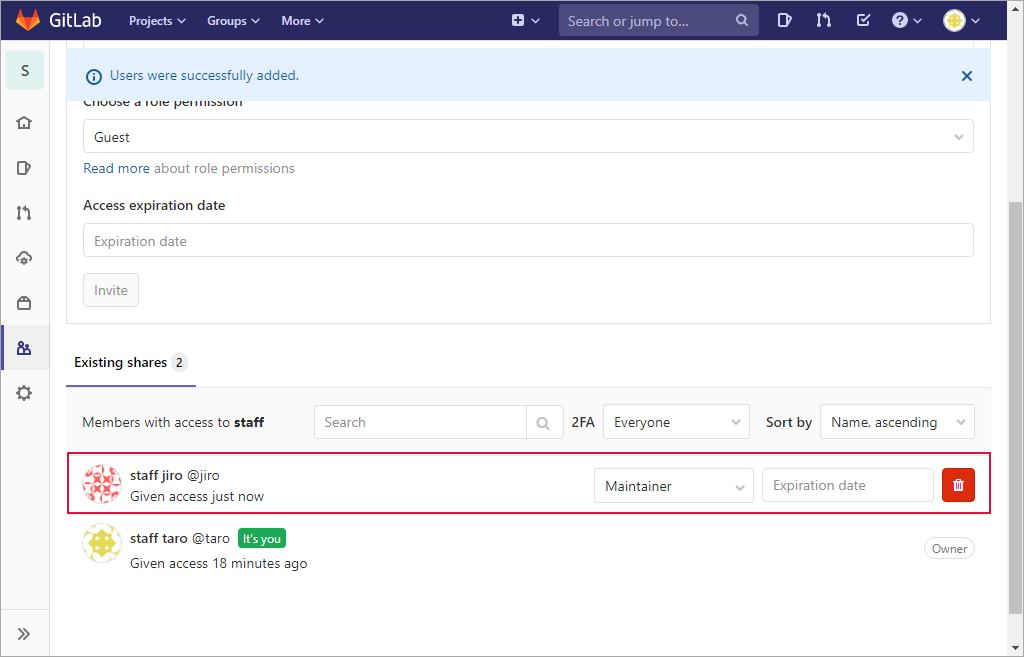 GitLab Projects Groups More Search or jump to... ?
S
Users were successfully added.
Choose a role permission
Guest
Read more about role permissions
Access expiration date
Expiration date
Invite
Existing shares 2
Members with access to staff Search 2FA Everyone Sort by Name, ascending
staff jiro @jiro
Given access just now
Maintainer Expiration date
staff taro @taro It's you
Given access 18 minutes ago
Owner